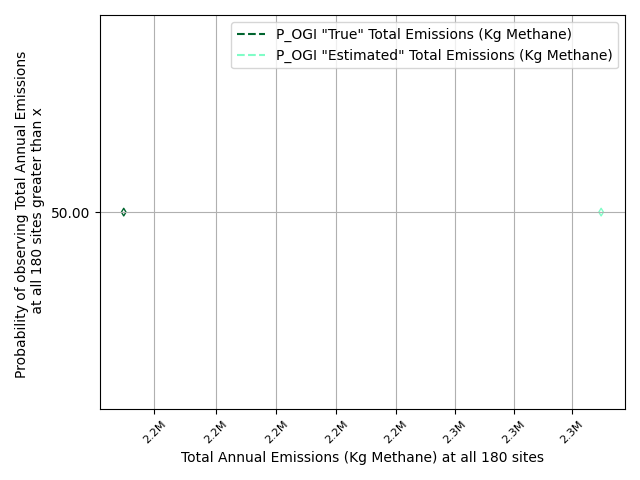 P_OGI "True" Total Emissions (Kg Methane)
P_OGI "Estimated" Total Emissions (Kg Methane)
Probability of observing Total Annual Emissions
at all 180 sites greater than x
50.00
2.2M
2.2M
2.2M
2.2M
2.2M
2.3M
2.3M
2.3M
Total Annual Emissions (Kg Methane) at all 180 sites